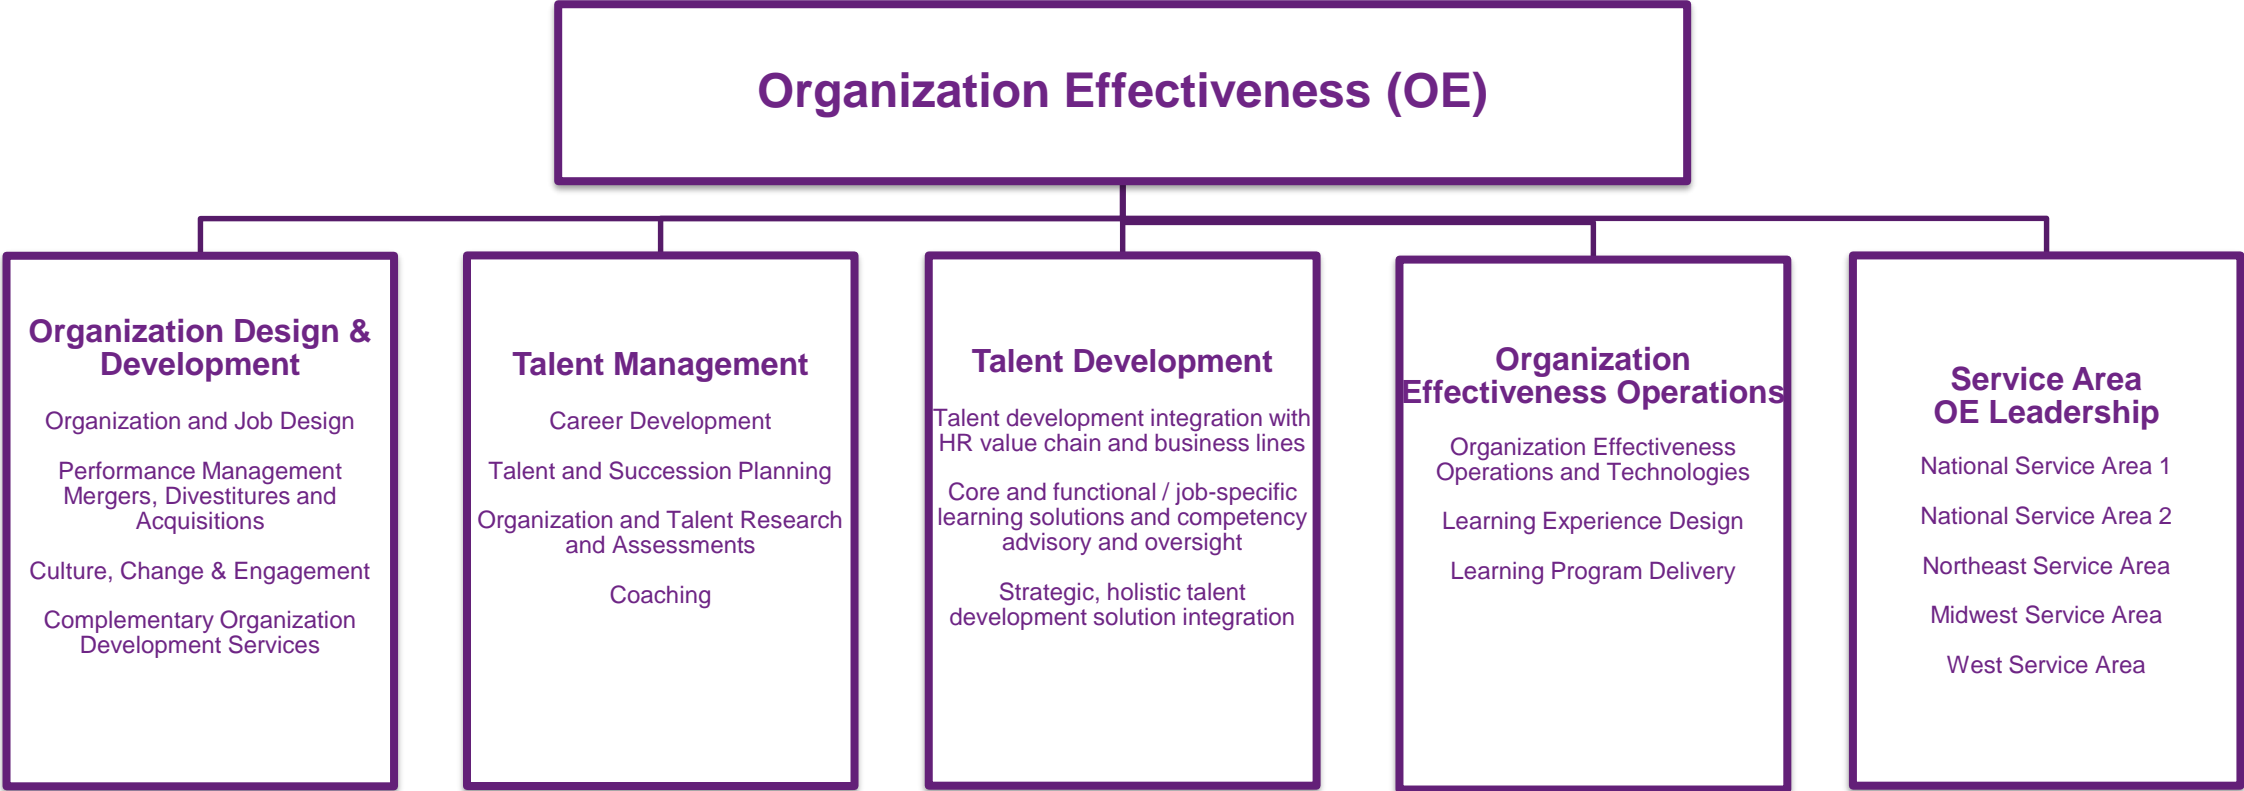 Organization Effectiveness (OE)
Organization Design &
Development
Organization and Job Design
Performance Management
Mergers, Divestitures and
Acquisitions
Culture, Change & Engagement
Complementary Organization
Development Services
Talent Management
Career Development
Talent and Succession Planning
Organization and Talent Research
and Assessments
Coaching
Talent Development
Talent development integration with
HR value chain and business lines
Core and functional / job-specific
learning solutions and competency
advisory and oversight
Strategic, holistic talent
development solution integration
Organization
Effectiveness Operations
Organization Effectiveness
Operations and Technologies
Learning Experience Design
Learning Program Delivery
Service Area
OE Leadership
National Service Area 1
National Service Area 2
Northeast Service Area
Midwest Service Area
West Service Area